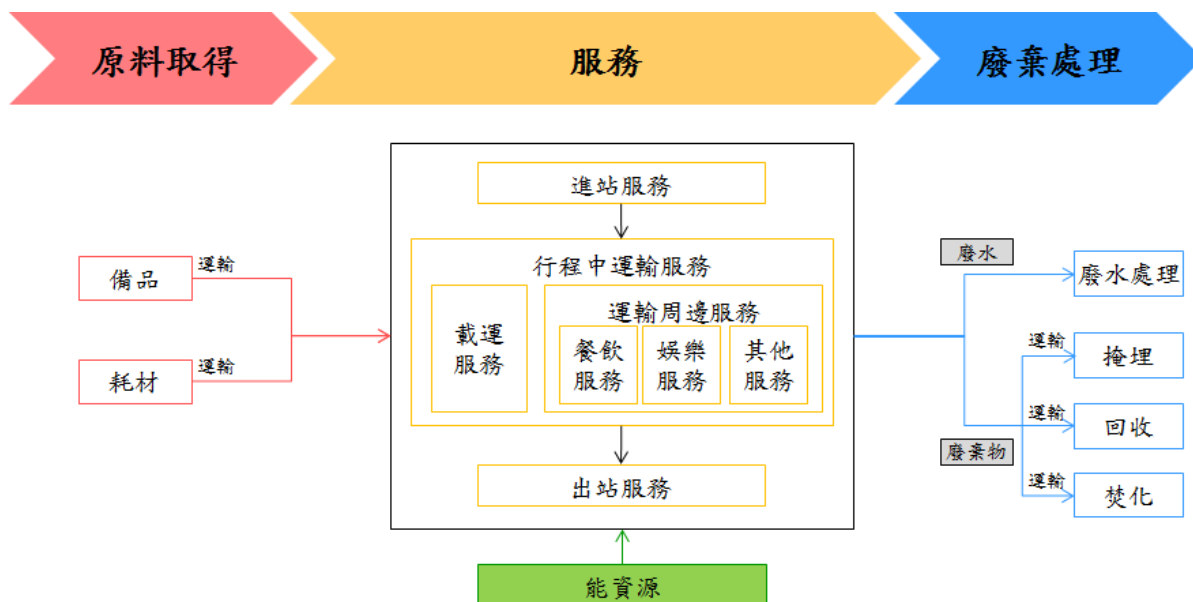 原料取得
服務
廢棄處理
備品
運輸
耗材
運輸
進站服務
行程中運輸服務
載運
服務
運輸周邊服務
餐飲
服務
娛樂
服務
其他
服務
出站服務
能資源
廢水
廢水處理
廢棄物
運輸
掩埋
運輸
回收
運輸
焚化